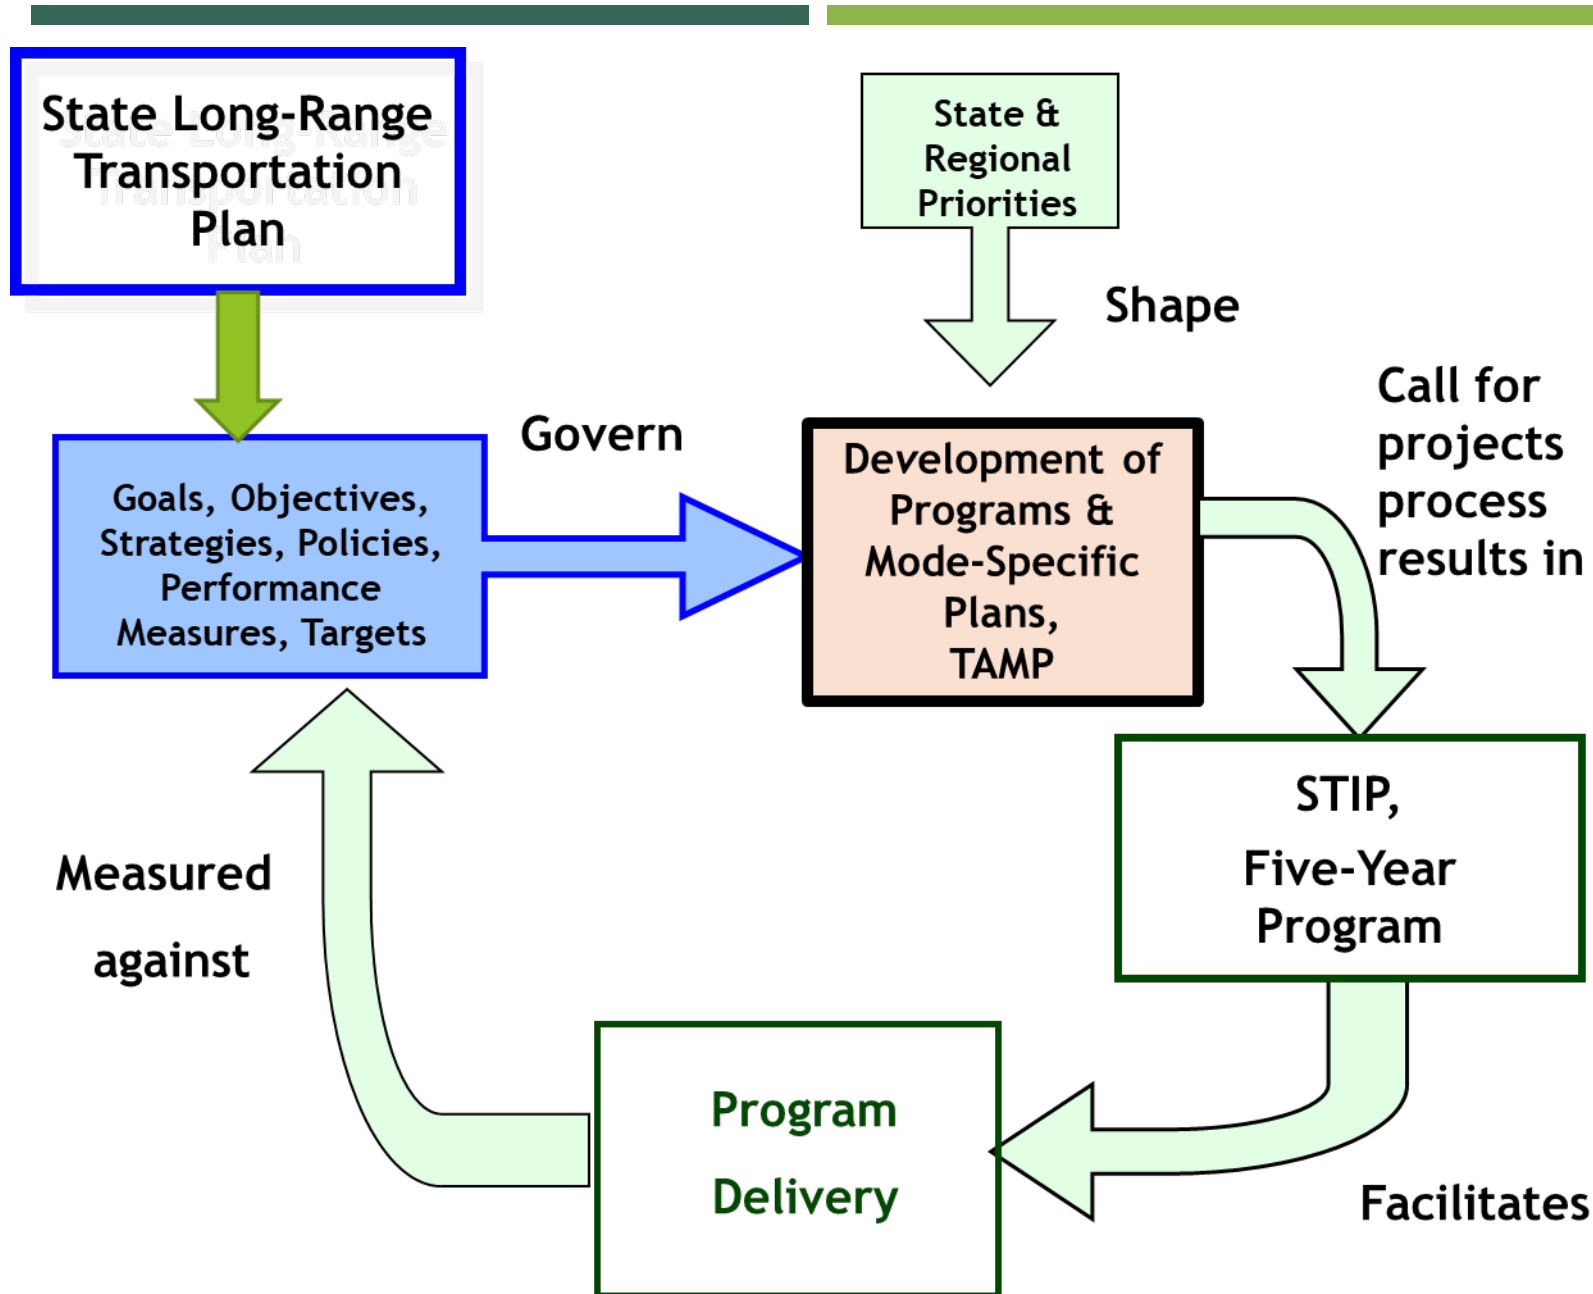 State Long-Range
Transportation
Plan
State &
Regional
Priorities
Shape
Govern
Goals, Objectives,
Strategies, Policies,
Performance
Measures, Targets
Development of
Programs &
Mode-Specific
Plans,
TAMP
Call for
projects
process
results in
STIP,
Five-Year
Program
Measured
against
Program
Delivery
Facilitates